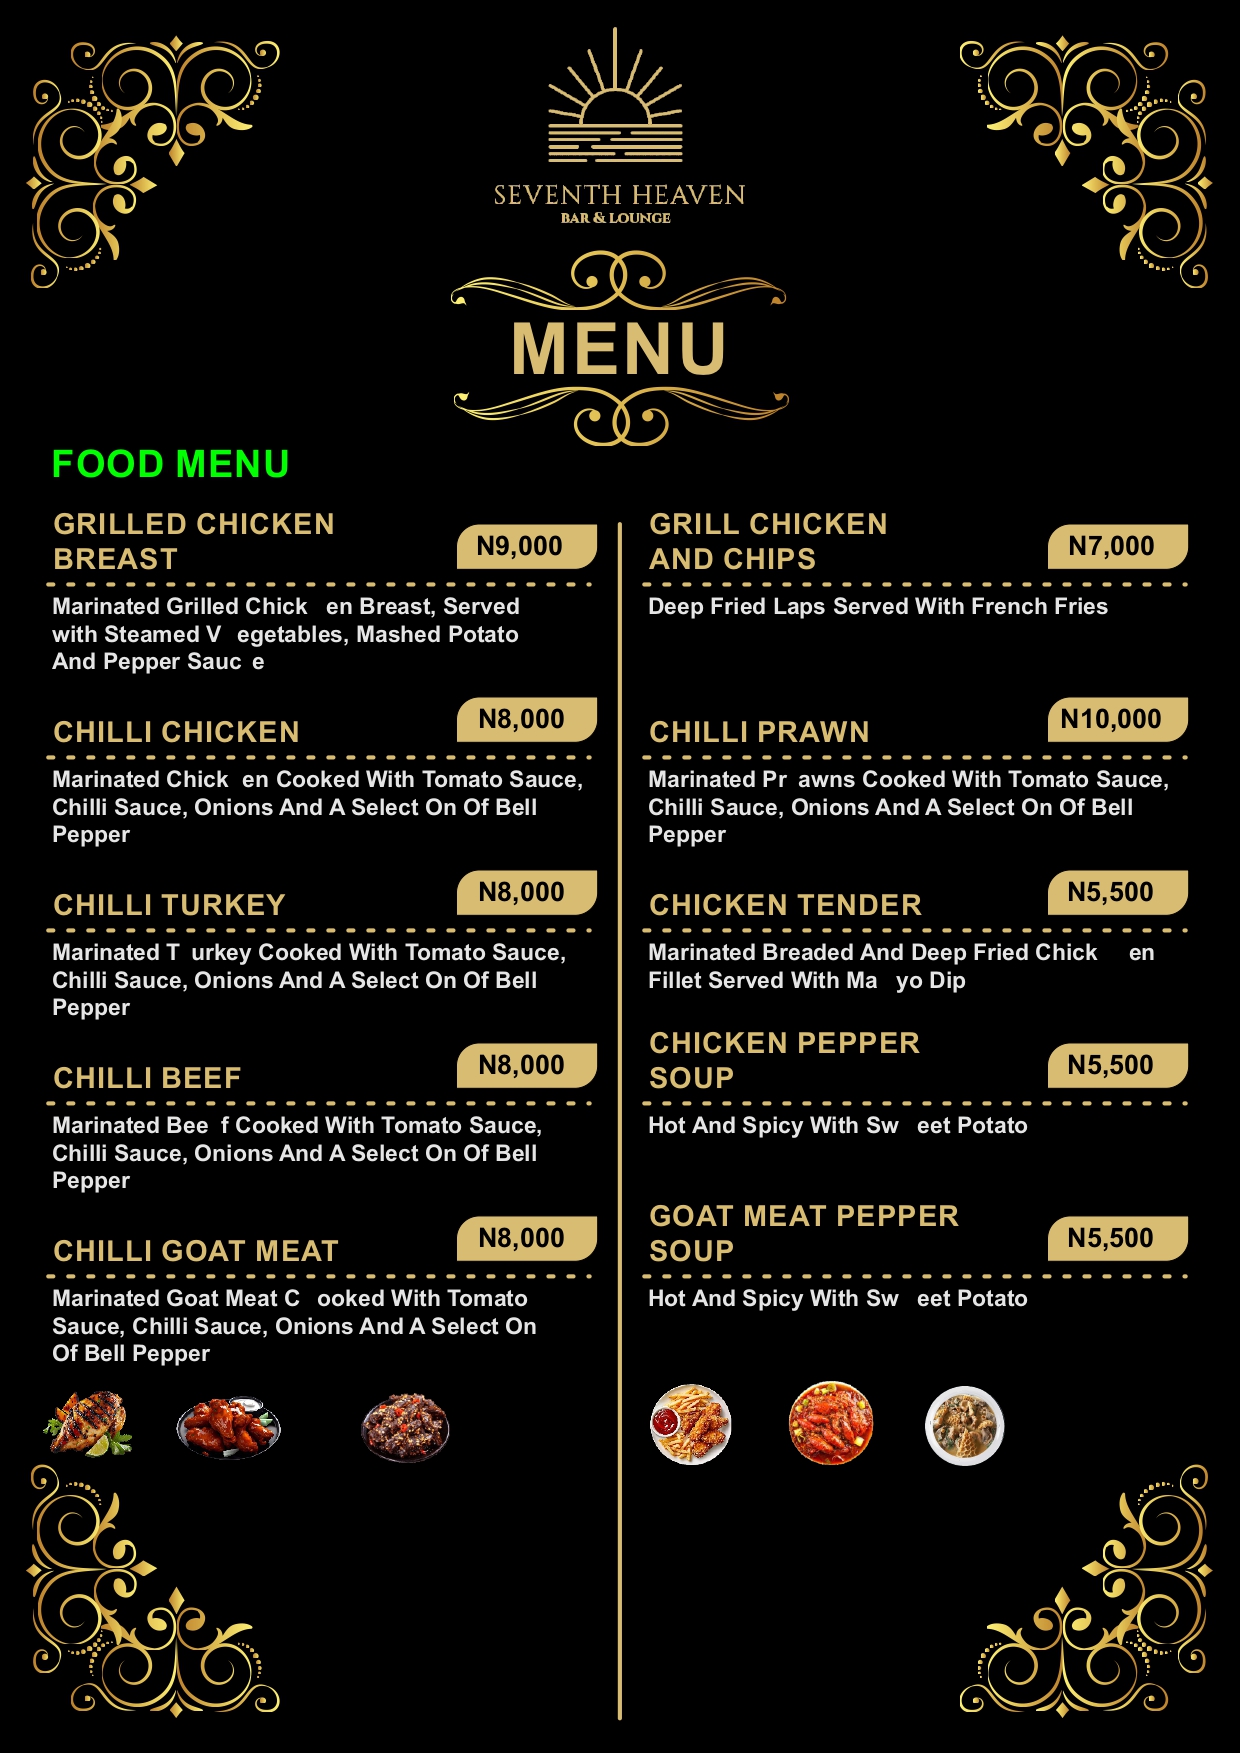 SEVENTH HEAVEN
BAR & LOUNGE
MENU
FOOD MENU
GRILLED CHICKEN
BREAST
N9,000
Marinated Grilled Chick en Breast, Served
with Steamed V egetables, Mashed Potato
And Pepper Sauc e
CHILLI CHICKEN
N8,000
Marinated Chick en Cooked With Tomato Sauce,
Chilli Sauce, Onions And A Select On Of Bell
Pepper
CHILLI TURKEY
N8,000
Marinated T urkey Cooked With Tomato Sauce,
Chilli Sauce, Onions And A Select On Of Bell
Pepper
CHILLI BEEF
N8,000
Marinated Bee f Cooked With Tomato Sauce,
Chilli Sauce, Onions And A Select On Of Bell
Pepper
CHILLI GOAT MEAT
N8,000
Marinated Goat Meat C ooked With Tomato
Sauce, Chilli Sauce, Onions And A Select On
Of Bell Pepper
GRILL CHICKEN
AND CHIPS
N7,000
Deep Fried Laps Served With French Fries
CHILLI PRAWN
N10,000
Marinated Pr awns Cooked With Tomato Sauce,
Chilli Sauce, Onions And A Select On Of Bell
Pepper
CHICKEN TENDER
N5,500
Marinated Breaded And Deep Fried Chick en
Fillet Served With Ma yo Dip
CHICKEN PEPPER
SOUP
N5,500
Hot And Spicy With Sw eet Potato
GOAT MEAT PEPPER
SOUP
N5,500
Hot And Spicy With Sw eet Potato